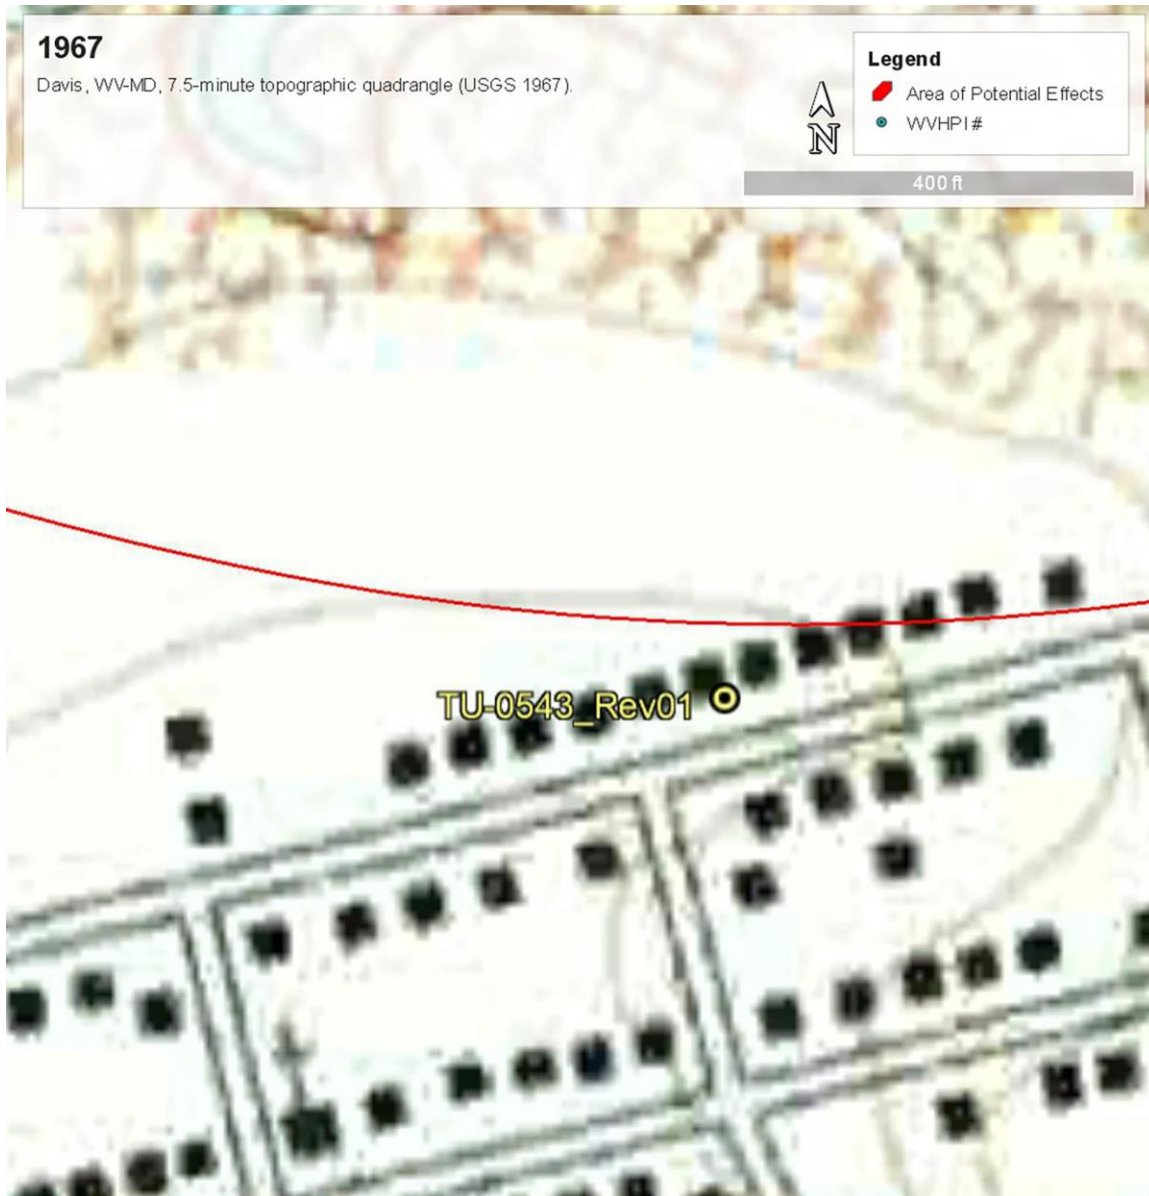 1967
Davis, WV-MD, 7.5-minute topographic quadrangle (USGS 1967).
Legend
Area of Potential Effects
WVHPI #
N
400 ft
TU-0543_Rev01